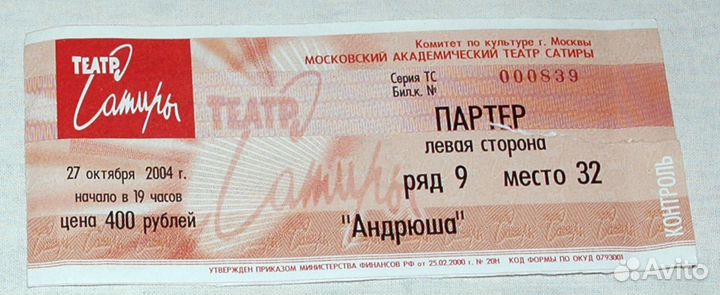 ТЕАТР
Сатиры
Комитет по культуре г. Москвы
МОСКОВСКИЙ АКАДЕМИЧЕСКИЙ ТЕАТР САТИРЫ
Серия ТС
Бил.к. №
000839
ТЕАТР
Сатиры
ПАРТЕР
левая сторона
ряд 9 место 32
27 октября 2004 г.
начало в 19 часов
цена 400 рублей
"Андрюша"
КОНТРОЛЬ
УТВЕРЖДЕН ПРИКАЗОМ МИНИСТЕРСТВА ФИНАНСОВ РФ от 25.02.2000 г. № 20Н КОД ФОРМЫ ПО ОКУД 0793001
Avito